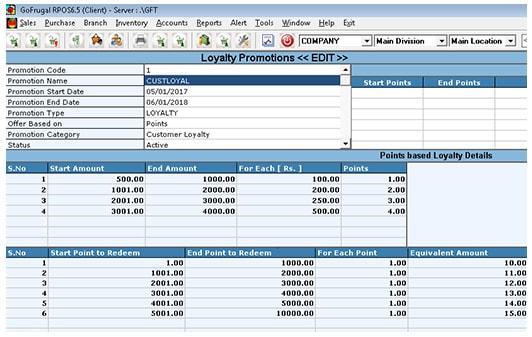 GoFrugal RPOS6.5 (Client) - Server : .\GFT
Sales Purchase Branch Inventory Accounts Reports Alert Tools Window Help Exit
COMPANY Main Division Main Location
Loyalty Promotions << EDIT >>
Promotion Code 1
Promotion Name CUSTLOYAL Start Points End Points
Promotion Start Date 05/01/2017
Promotion End Date 06/01/2018
Promotion Type LOYALTY
Offer Based on Points
Promotion Category Customer Loyalty
Status Active
Points based Loyalty Details
S.No Start Amount End Amount For Each [ Rs. ] Points
1 500.00 1000.00 100.00 1.00
2 1001.00 2000.00 200.00 2.00
3 2001.00 3000.00 250.00 3.00
4 3001.00 4000.00 500.00 4.00
S.No Start Point to Redeem End Point to Redeem For Each Point Equivalent Amount
1 1.00 1000.00 1.00 10.00
2 1001.00 2000.00 1.00 11.00
3 2001.00 3000.00 1.00 12.00
4 3001.00 4000.00 1.00 13.00
5 4001.00 5000.00 1.00 14.00
6 5001.00 10000.00 1.00 15.00